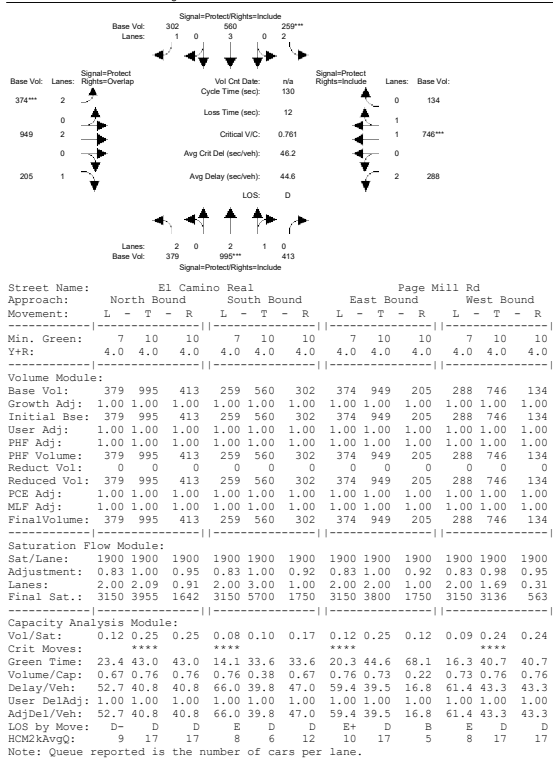 Signal=Protect/Rights=Include
Base Vol: 302 560 259***
Lanes: 1 0 3 0 2
Signal=Protect Signal=Protect
Base Vol: Lanes: Rights=Overlap Vol Cnt Date: n/a Rights=Include Lanes: Base Vol:
Cycle Time (sec): 130
374*** 2 0 134
Loss Time (sec): 12
0 1
949 2 Critical V/C: 0.761 1 746***
0 Avg Crit Del (sec/veh): 46.2 0
205 1 Avg Delay (sec/veh): 44.6 2 288
LOS: D
Lanes: 2 0 2 1 0
Base Vol: 379 995*** 413
Signal=Protect/Rights=Include
Street Name: El Camino Real Page Mill Rd
Approach: North Bound South Bound East Bound West Bound
Movement: L - T - R L - T - R L - T - R L - T - R
------------|---------------||---------------||---------------||---------------|
Min. Green: 7 10 10 7 10 10 7 10 10 7 10 10
Y+R: 4.0 4.0 4.0 4.0 4.0 4.0 4.0 4.0 4.0 4.0 4.0 4.0
------------|---------------||---------------||---------------||---------------|
Volume Module:
Base Vol: 379 995 413 259 560 302 374 949 205 288 746 134
Growth Adj: 1.00 1.00 1.00 1.00 1.00 1.00 1.00 1.00 1.00 1.00 1.00 1.00
Initial Bse: 379 995 413 259 560 302 374 949 205 288 746 134
User Adj: 1.00 1.00 1.00 1.00 1.00 1.00 1.00 1.00 1.00 1.00 1.00 1.00
PHF Adj: 1.00 1.00 1.00 1.00 1.00 1.00 1.00 1.00 1.00 1.00 1.00 1.00
PHF Volume: 379 995 413 259 560 302 374 949 205 288 746 134
Reduct Vol: 0 0 0 0 0 0 0 0 0 0 0 0
Reduced Vol: 379 995 413 259 560 302 374 949 205 288 746 134
PCE Adj: 1.00 1.00 1.00 1.00 1.00 1.00 1.00 1.00 1.00 1.00 1.00 1.00
MLF Adj: 1.00 1.00 1.00 1.00 1.00 1.00 1.00 1.00 1.00 1.00 1.00 1.00
FinalVolume: 379 995 413 259 560 302 374 949 205 288 746 134
------------|---------------||---------------||---------------||---------------|
Saturation Flow Module:
Sat/Lane: 1900 1900 1900 1900 1900 1900 1900 1900 1900 1900 1900 1900
Adjustment: 0.83 1.00 0.95 0.83 1.00 0.92 0.83 1.00 0.92 0.83 0.98 0.95
Lanes: 2.00 2.09 0.91 2.00 3.00 1.00 2.00 2.00 1.00 2.00 1.69 0.31
Final Sat.: 3150 3955 1642 3150 5700 1750 3150 3800 1750 3150 3136 563
------------|---------------||---------------||---------------||---------------|
Capacity Analysis Module:
Vol/Sat: 0.12 0.25 0.25 0.08 0.10 0.17 0.12 0.25 0.12 0.09 0.24 0.24
Crit Moves: **** **** **** ****
Green Time: 23.4 43.0 43.0 14.1 33.6 33.6 20.3 44.6 68.1 16.3 40.7 40.7
Volume/Cap: 0.67 0.76 0.76 0.76 0.38 0.67 0.76 0.73 0.22 0.73 0.76 0.76
Delay/Veh: 52.7 40.8 40.8 66.0 39.8 47.0 59.4 39.5 16.8 61.4 43.3 43.3
User DelAdj: 1.00 1.00 1.00 1.00 1.00 1.00 1.00 1.00 1.00 1.00 1.00 1.00
AdjDel/Veh: 52.7 40.8 40.8 66.0 39.8 47.0 59.4 39.5 16.8 61.4 43.3 43.3
LOS by Move: D- D D E D D E+ D B E D D
HCM2kAvgQ: 9 17 17 8 6 12 10 17 5 8 17 17
Note: Queue reported is the number of cars per lane.